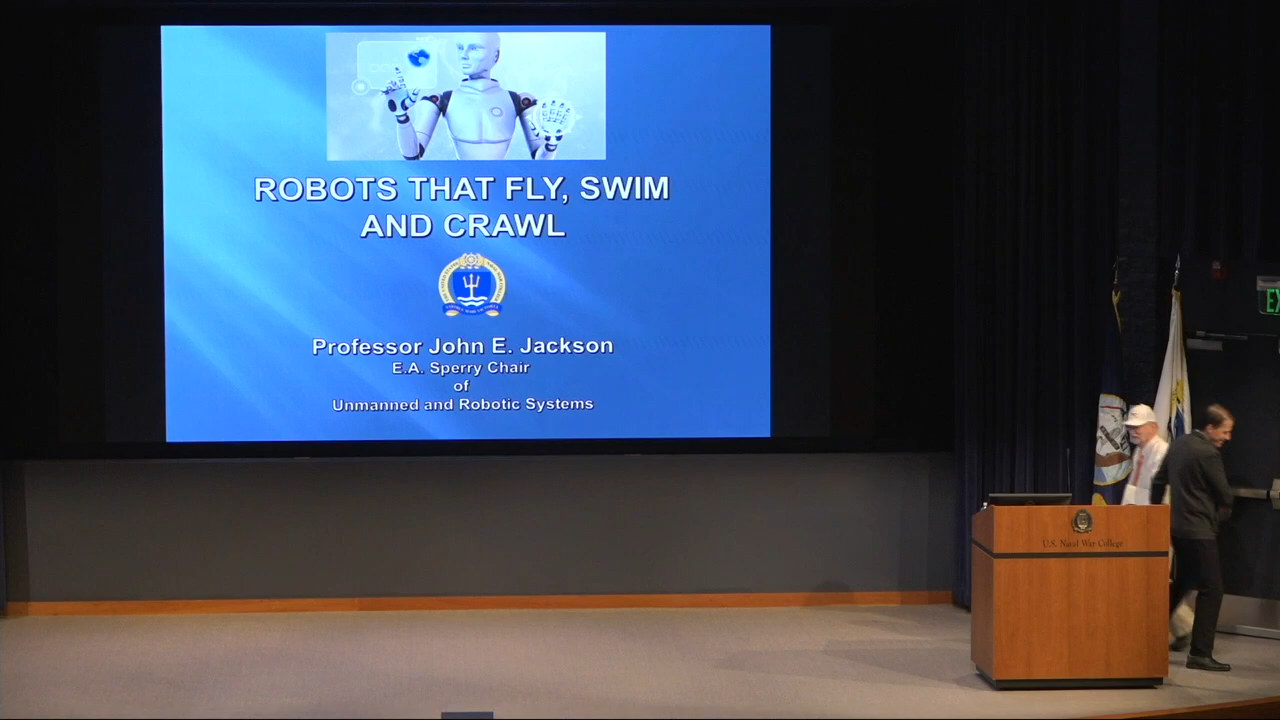 ROBOTS THAT FLY, SWIM
AND CRAWL
Professor John E. Jackson
E.A. Sperry Chair
of
Unmanned and Robotic Systems
U.S. Naval War College
EX